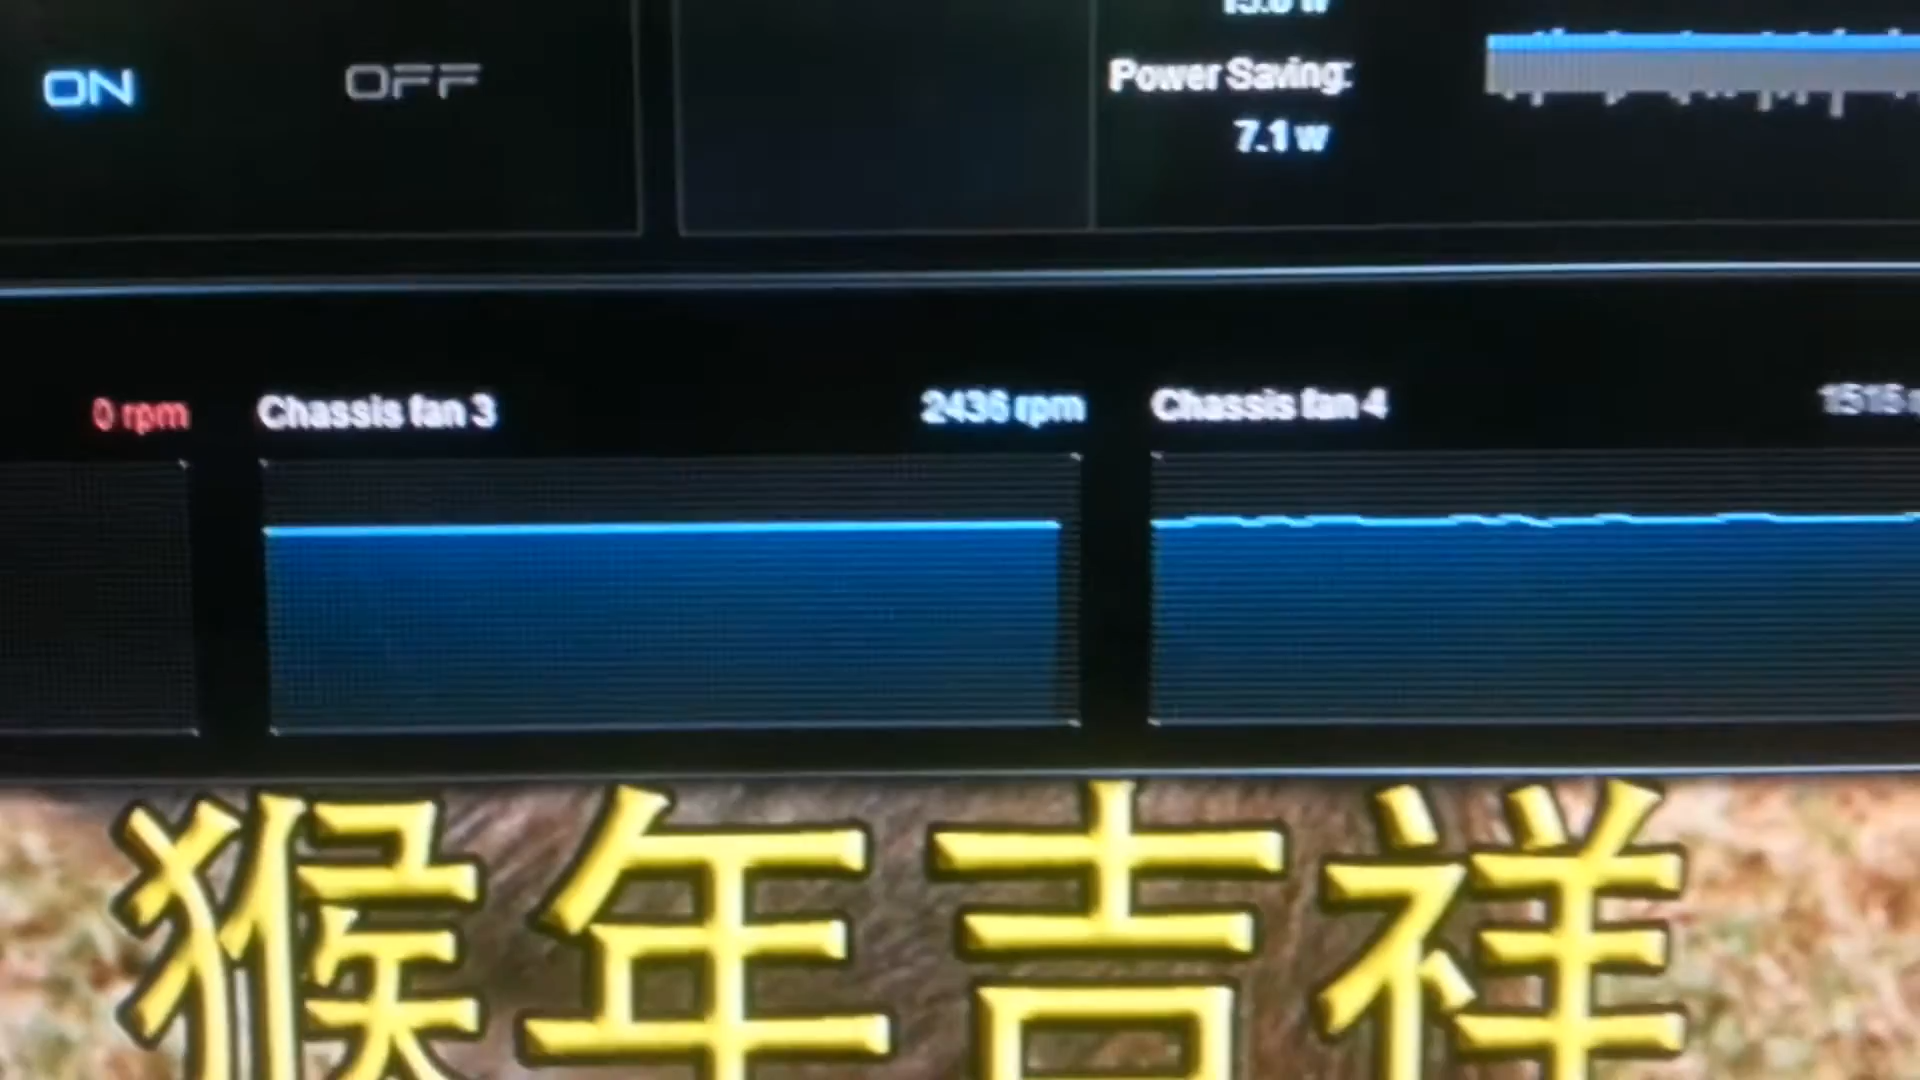 ON OFF
Power Saving:
7.1 w
0 rpm Chassis fan 3 2436 rpm Chassis fan 4
猴年吉祥